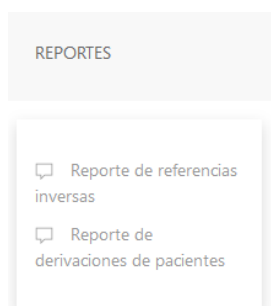 REPORTES
Reporte de referencias
inversas
Reporte de
derivaciones de pacientes